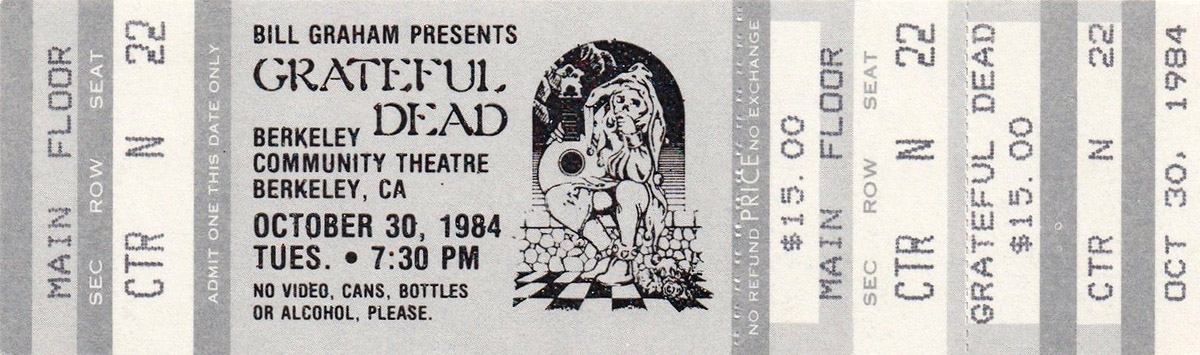 MAIN FLOOR
SEC ROW SEAT
CTR N 22
ADMIT ONE THIS DATE ONLY
BILL GRAHAM PRESENTS
GRATEFUL
DEAD
BERKELEY
COMMUNITY THEATRE
BERKELEY, CA
OCTOBER 30, 1984
TUES. • 7:30 PM
NO VIDEO, CANS, BOTTLES
OR ALCOHOL, PLEASE.
NO REFUND PRICE NO EXCHANGE
$15.00
MAIN FLOOR
SEC ROW SEAT
CTR N 22
GRATEFUL DEAD
$15.00
CTR N 22
OCT 30, 1984